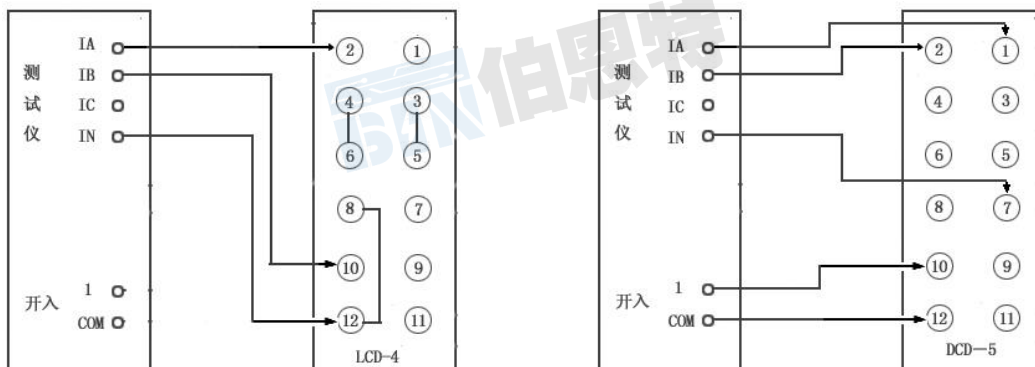 测试仪
IA
IB
IC
IN
开入
1
COM
② ①
④ ③
⑥ ⑤
⑧ ⑦
⑩ ⑨
⑫ ⑪
LCD-4
伯恩特
测试仪
IA
IB
IC
IN
开入
1
COM
② ①
④ ③
⑥ ⑤
⑧ ⑦
⑩ ⑨
⑫ ⑪
DCD—5